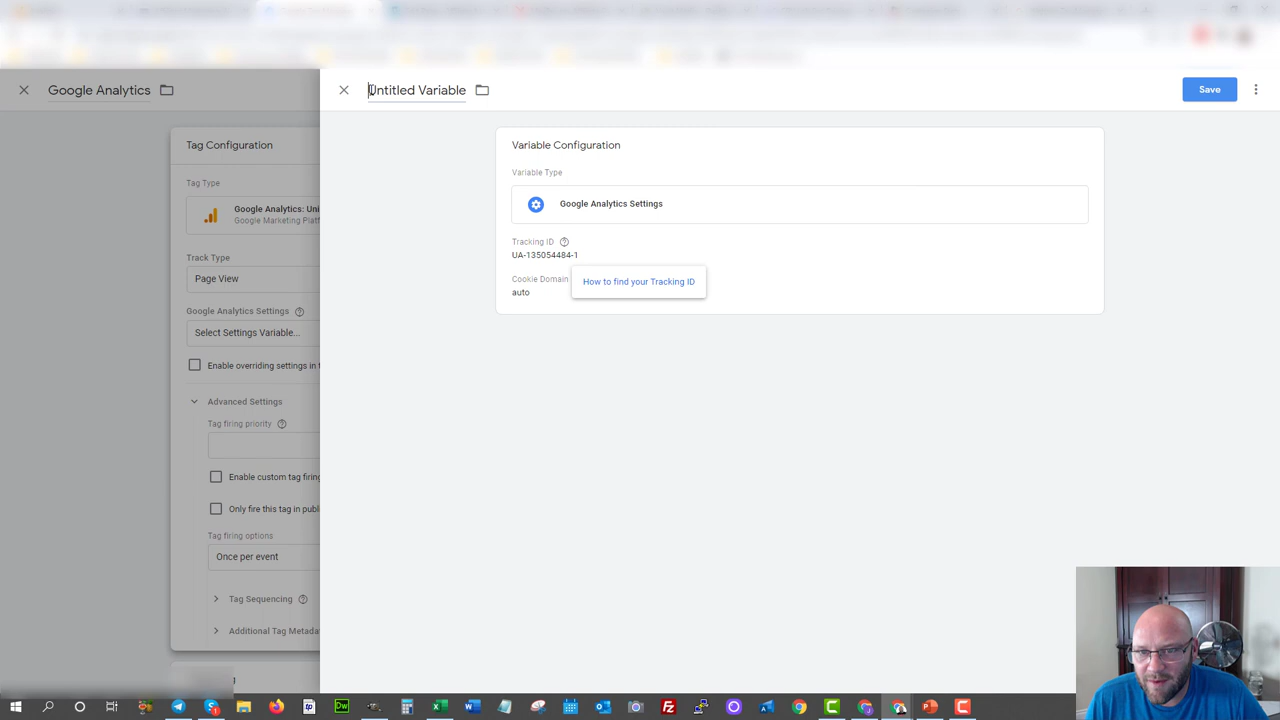 Google Analytics
Untitled Variable
Save
Tag Configuration
Tag Type
Google Analytics: Uni
Google Marketing Platf
Track Type
Page View
Google Analytics Settings
Select Settings Variable...
Enable overriding settings in t
Advanced Settings
Tag firing priority
Enable custom tag firing
Only fire this tag in publi
Tag firing options
Once per event
Tag Sequencing
Additional Tag Metada
Variable Configuration
Variable Type
Google Analytics Settings
Tracking ID
UA-135054484-1
Cookie Domain
How to find your Tracking ID
auto